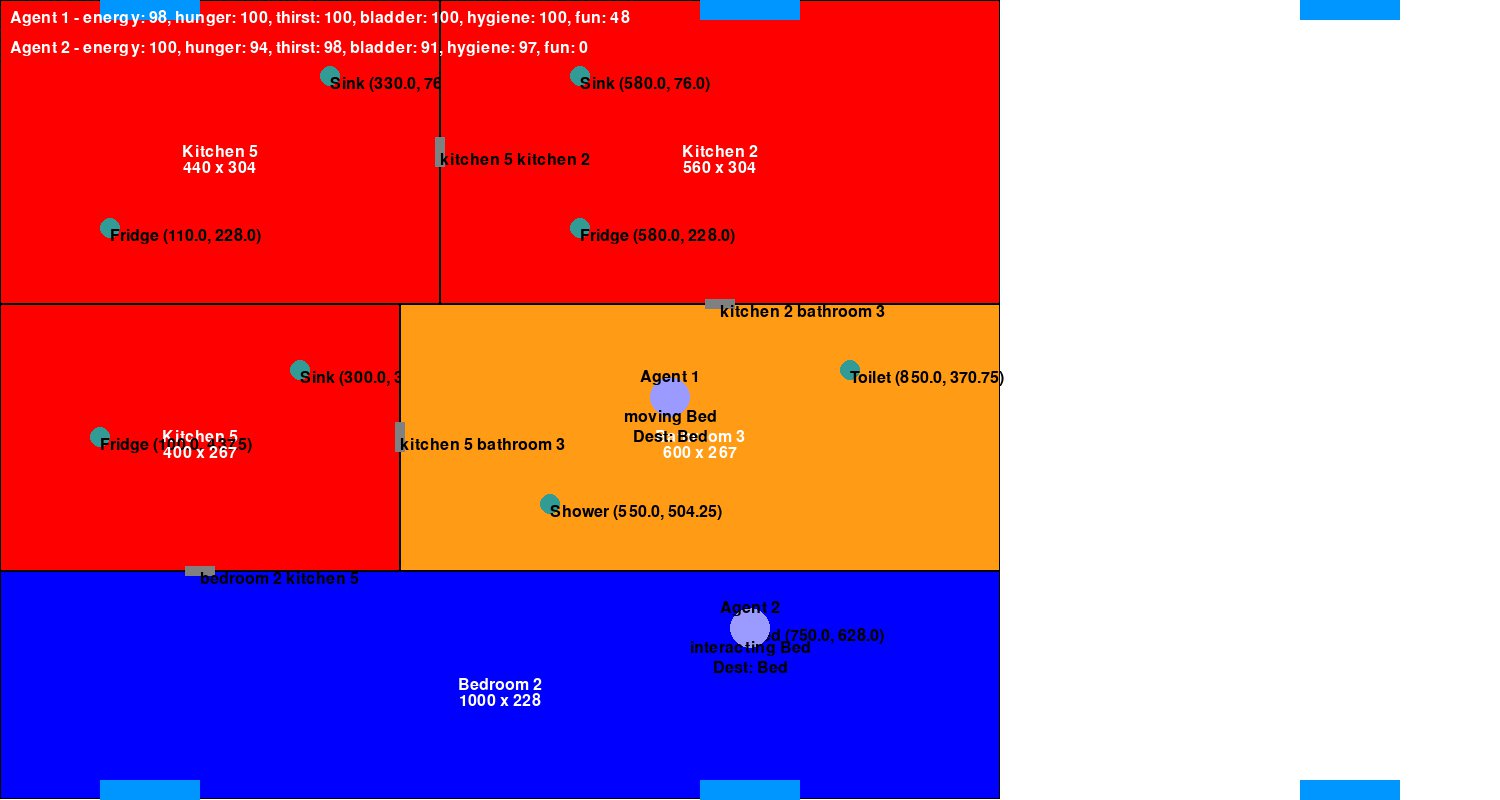 Agent 1 - energy: 98, hunger: 100, thirst: 100, bladder: 100, hygiene: 100, fun: 48
Agent 2 - energy: 100, hunger: 94, thirst: 98, bladder: 91, hygiene: 97, fun: 0
Sink (330.0, 76
Sink (580.0, 76.0)
Kitchen 5
440 x 304
kitchen 5 kitchen 2
Kitchen 2
560 x 304
Fridge (110.0, 228.0)
Fridge (580.0, 228.0)
kitchen 2 bathroom 3
Sink (300.0, 3
Agent 1
Toilet (850.0, 370.75)
moving Bed
Dest: Bed
Fridge
Kitchen 5
400 x 267
kitchen 5 bathroom 3
room 3
600 x 267
Shower (550.0, 504.25)
bedroom 2 kitchen 5
Agent 2
(750.0, 628.0)
interacting Bed
Dest: Bed
Bedroom 2
1000 x 228